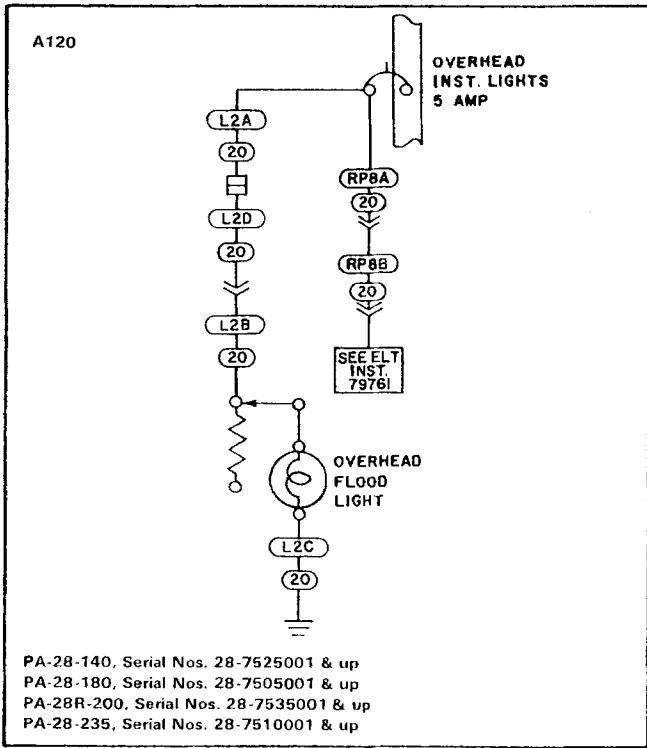 A120
OVERHEAD
INST. LIGHTS
5 AMP
L2A
20
L2D
20
L2B
20
RP8A
20
RP8B
20
SEE ELT
INST.
79761
OVERHEAD
FLOOD
LIGHT
L2C
20
PA-28-140, Serial Nos. 28-7525001 & up
PA-28-180, Serial Nos. 28-7505001 & up
PA-28R-200, Serial Nos. 28-7535001 & up
PA-28-235, Serial Nos. 28-7510001 & up